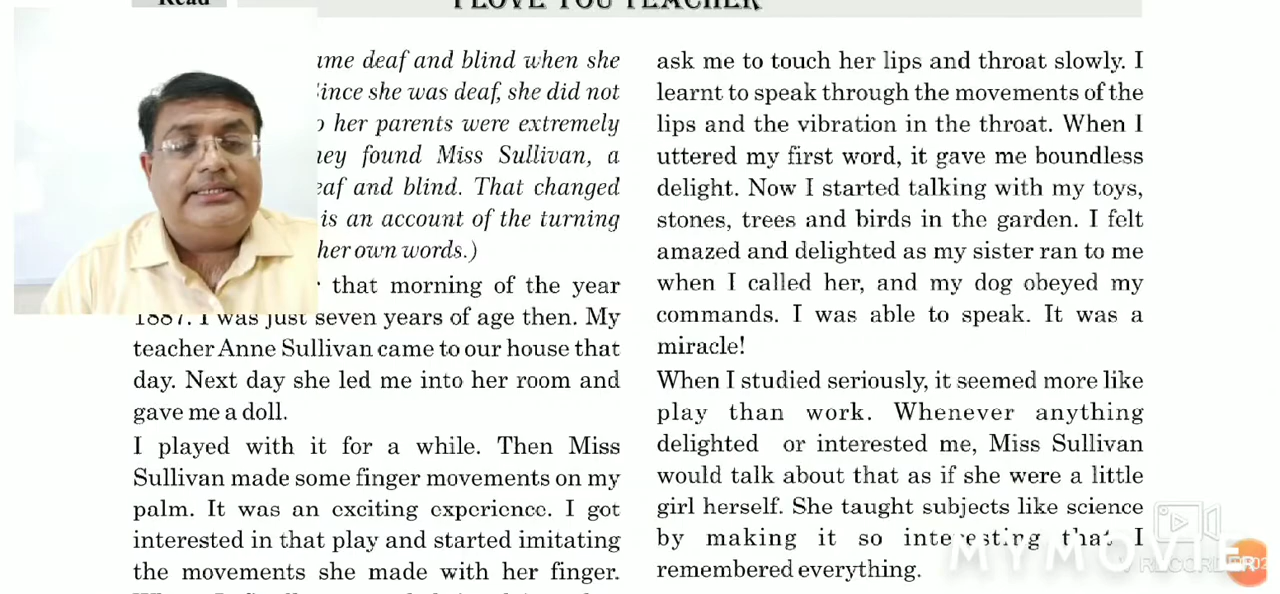 Read
I LOVE YOU TEACHER
deaf and blind when she
she was deaf, she did not
her parents were extremely
found Miss Sullivan, a
and blind. That changed
is an account of the turning
her own words.)
that morning of the year
1887. I was just seven years of age then. My
teacher Anne Sullivan came to our house that
day. Next day she led me into her room and
gave me a doll.
I played with it for a while. Then Miss
Sullivan made some finger movements on my
palm. It was an exciting experience. I got
interested in that play and started imitating
the movements she made with her finger.
ask me to touch her lips and throat slowly. I
learnt to speak through the movements of the
lips and the vibration in the throat. When I
uttered my first word, it gave me boundless
delight. Now I started talking with my toys,
stones, trees and birds in the garden. I felt
amazed and delighted as my sister ran to me
when I called her, and my dog obeyed my
commands. I was able to speak. It was a
miracle!
When I studied seriously, it seemed more like
play than work. Whenever anything
delighted or interested me, Miss Sullivan
would talk about that as if she were a little
girl herself. She taught subjects like science
by making it so interesting that I
remembered everything.
MYMOVIE